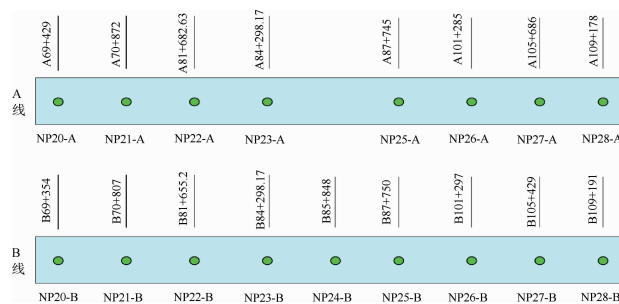 A69+429 A70+872 A81+682.63 A84+298.17 A87+745 A101+285 A105+686 A109+178
A
线
NP20-A NP21-A NP22-A NP23-A NP25-A NP26-A NP27-A NP28-A
B69+354 B70+807 B81+655.2 B84+298.17 B85+848 B87+750 B101+297 B105+429 B109+191
B
线
NP20-B NP21-B NP22-B NP23-B NP24-B NP25-B NP26-B NP27-B NP28-B